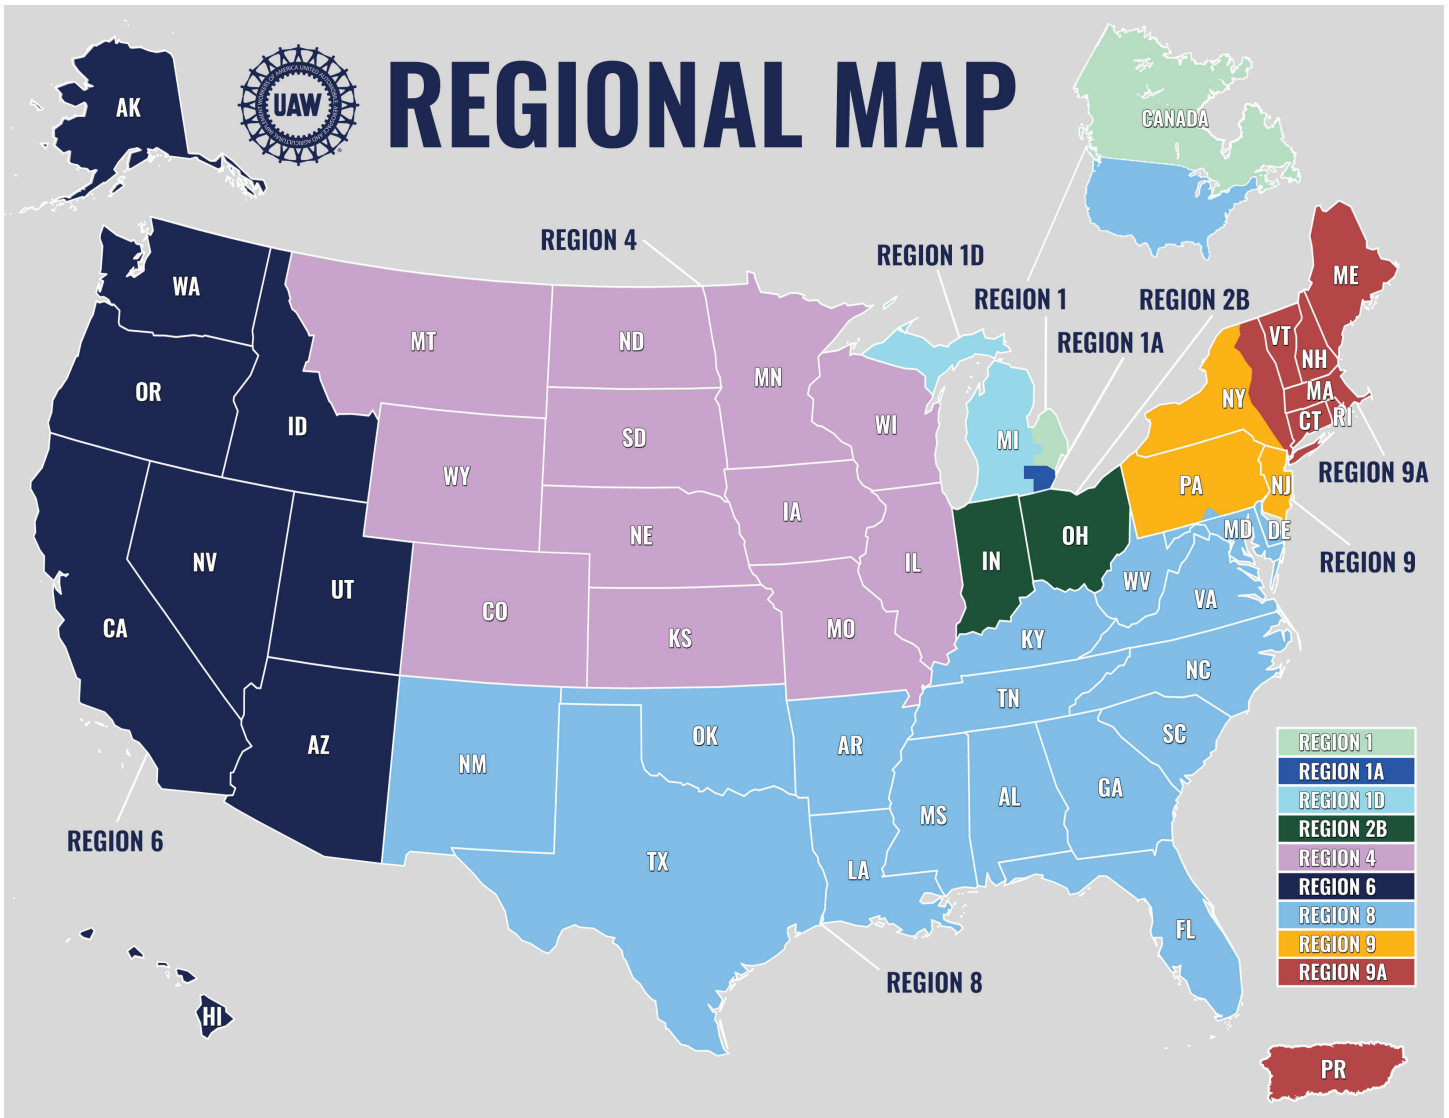 AK
UAW
REGIONAL MAP
CANADA
REGION 4
REGION 1D
REGION 1
REGION 2B
REGION 1A
WA
MT
ND
MN
ME
VT
NH
OR
ID
SD
WI
MI
NY
MA
CT
RI
WY
REGION 9A
IA
PA
NJ
NE
OH
MD
DE
NV
UT
IL
IN
REGION 9
CO
KS
MO
WV
VA
CA
KY
NC
TN
AZ
NM
OK
AR
SC
MS
AL
GA
REGION 6
TX
LA
FL
REGION 8
HI
REGION 1
REGION 1A
REGION 1D
REGION 2B
REGION 4
REGION 6
REGION 8
REGION 9
REGION 9A
PR